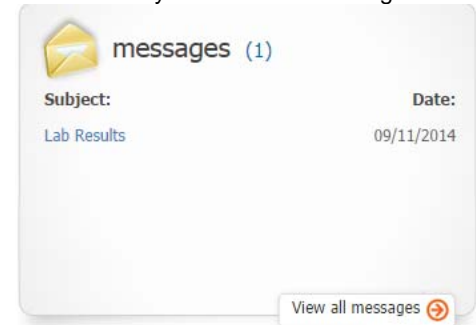 messages (1)
Subject: Date:
Lab Results 09/11/2014
View all messages